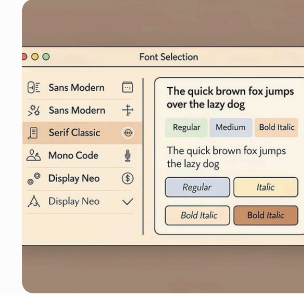 Font Selection
Sans Modern
Sans Modern
Serif Classic
Mono Code
Display Neo
Display Neo
The quick brown fox jumps
over the lazy dog
Regular Medium Bold Italic
The quick brown fox jumps
the lazy dog
Regular Italic
Bold Italic Bold Italic